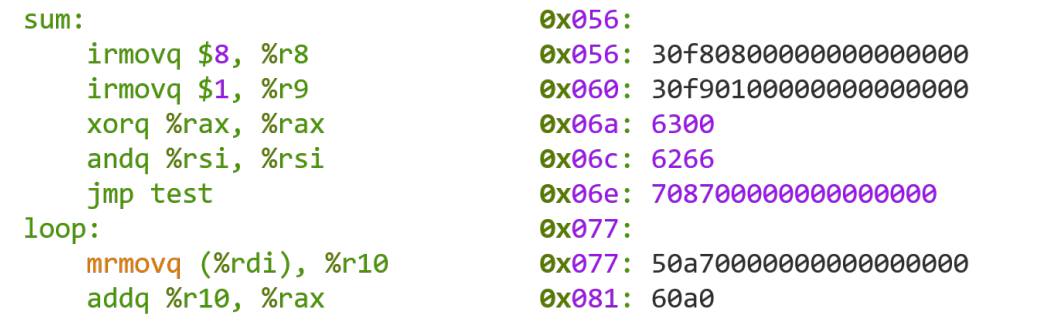 sum: 0x056:
irmovq $8, %r8 0x056: 30f80800000000000000
irmovq $1, %r9 0x060: 30f90100000000000000
xorq %rax, %rax 0x06a: 6300
andq %rsi, %rsi 0x06c: 6266
jmp test 0x06e: 708700000000000000
loop: 0x077:
mrmovq (%rdi), %r10 0x077: 50a70000000000000000
addq %r10, %rax 0x081: 60a0